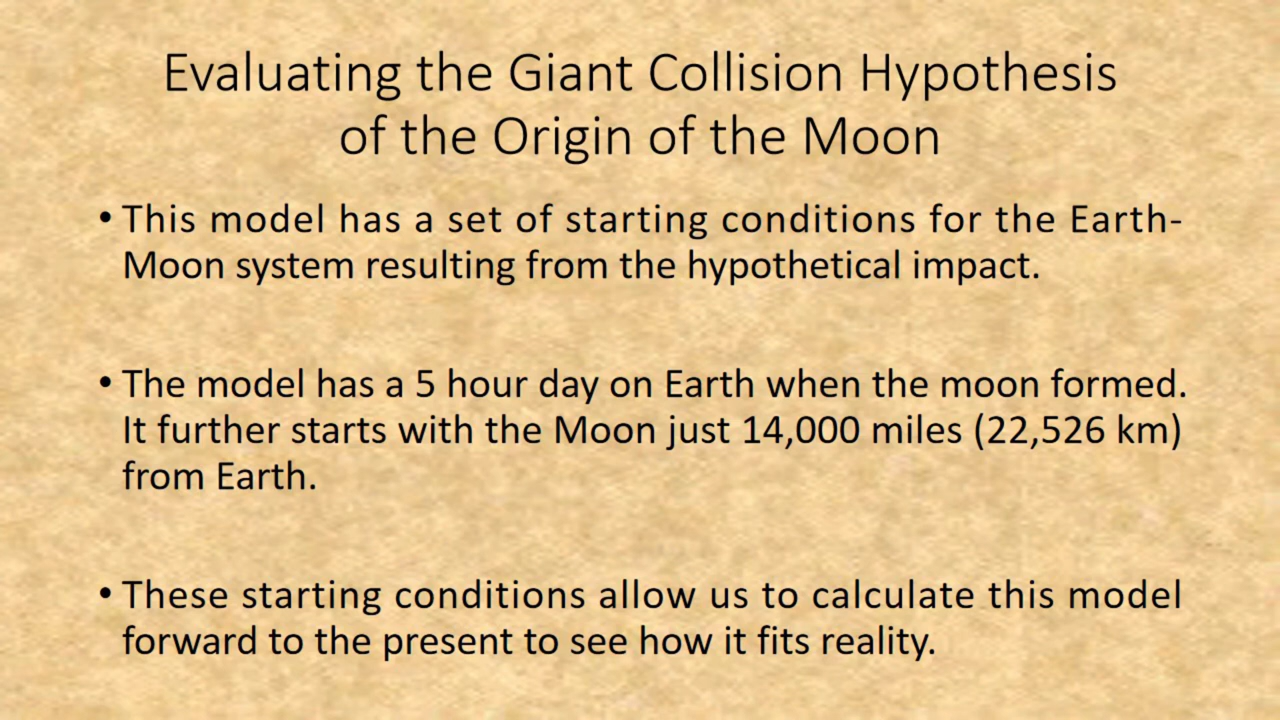 Evaluating the Giant Collision Hypothesis
of the Origin of the Moon
• This model has a set of starting conditions for the Earth-
Moon system resulting from the hypothetical impact.
• The model has a 5 hour day on Earth when the moon formed.
It further starts with the Moon just 14,000 miles (22,526 km)
from Earth.
• These starting conditions allow us to calculate this model
forward to the present to see how it fits reality.